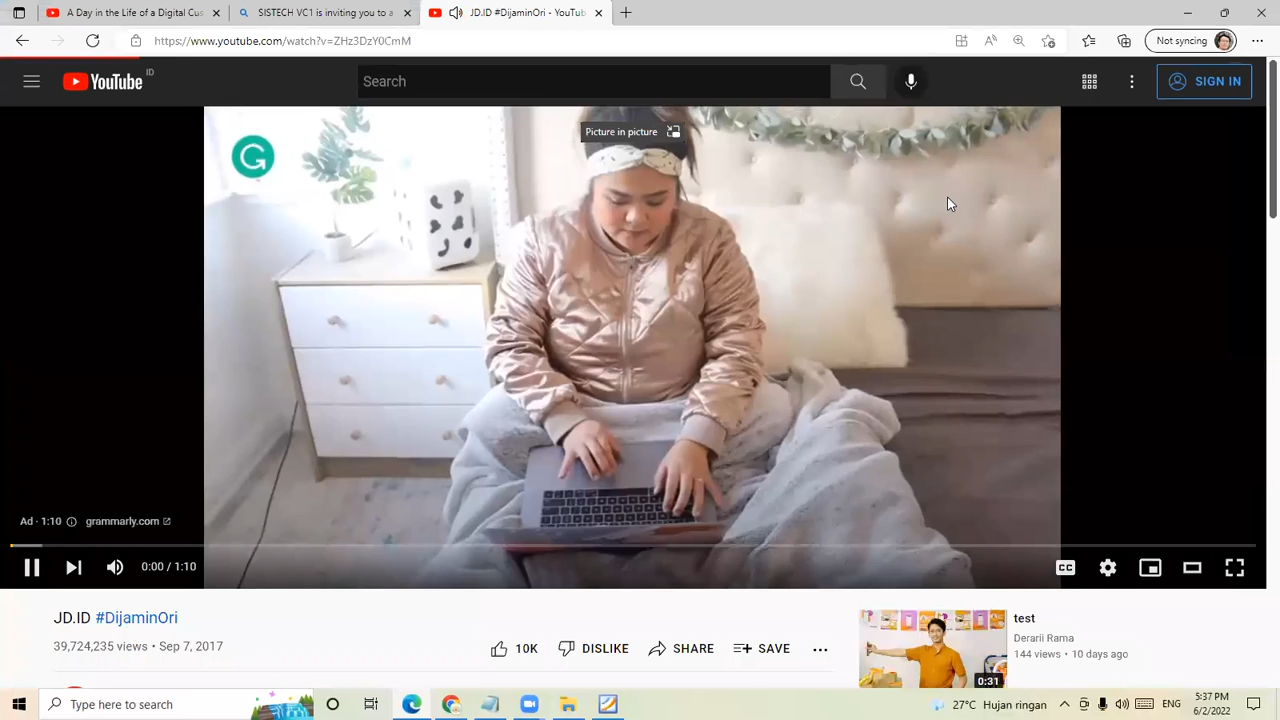 A Day in the Life of a Digital Cus
SISTECH VC1 is inviting you to a
JD.ID #DijaminOri - YouTub
https://www.youtube.com/watch?v=ZHz3DzY0CmM
Not syncing
YouTube ID
Search
SIGN IN
Picture in picture
Ad · 1:10
grammarly.com
0:00 / 1:10
CC
JD.ID #DijaminOri
39,724,235 views • Sep 7, 2017
10K
DISLIKE
SHARE
SAVE
test
Derarii Rama
144 views • 10 days ago
0:31
Type here to search
27°C Hujan ringan
ENG
5:37 PM
6/2/2022